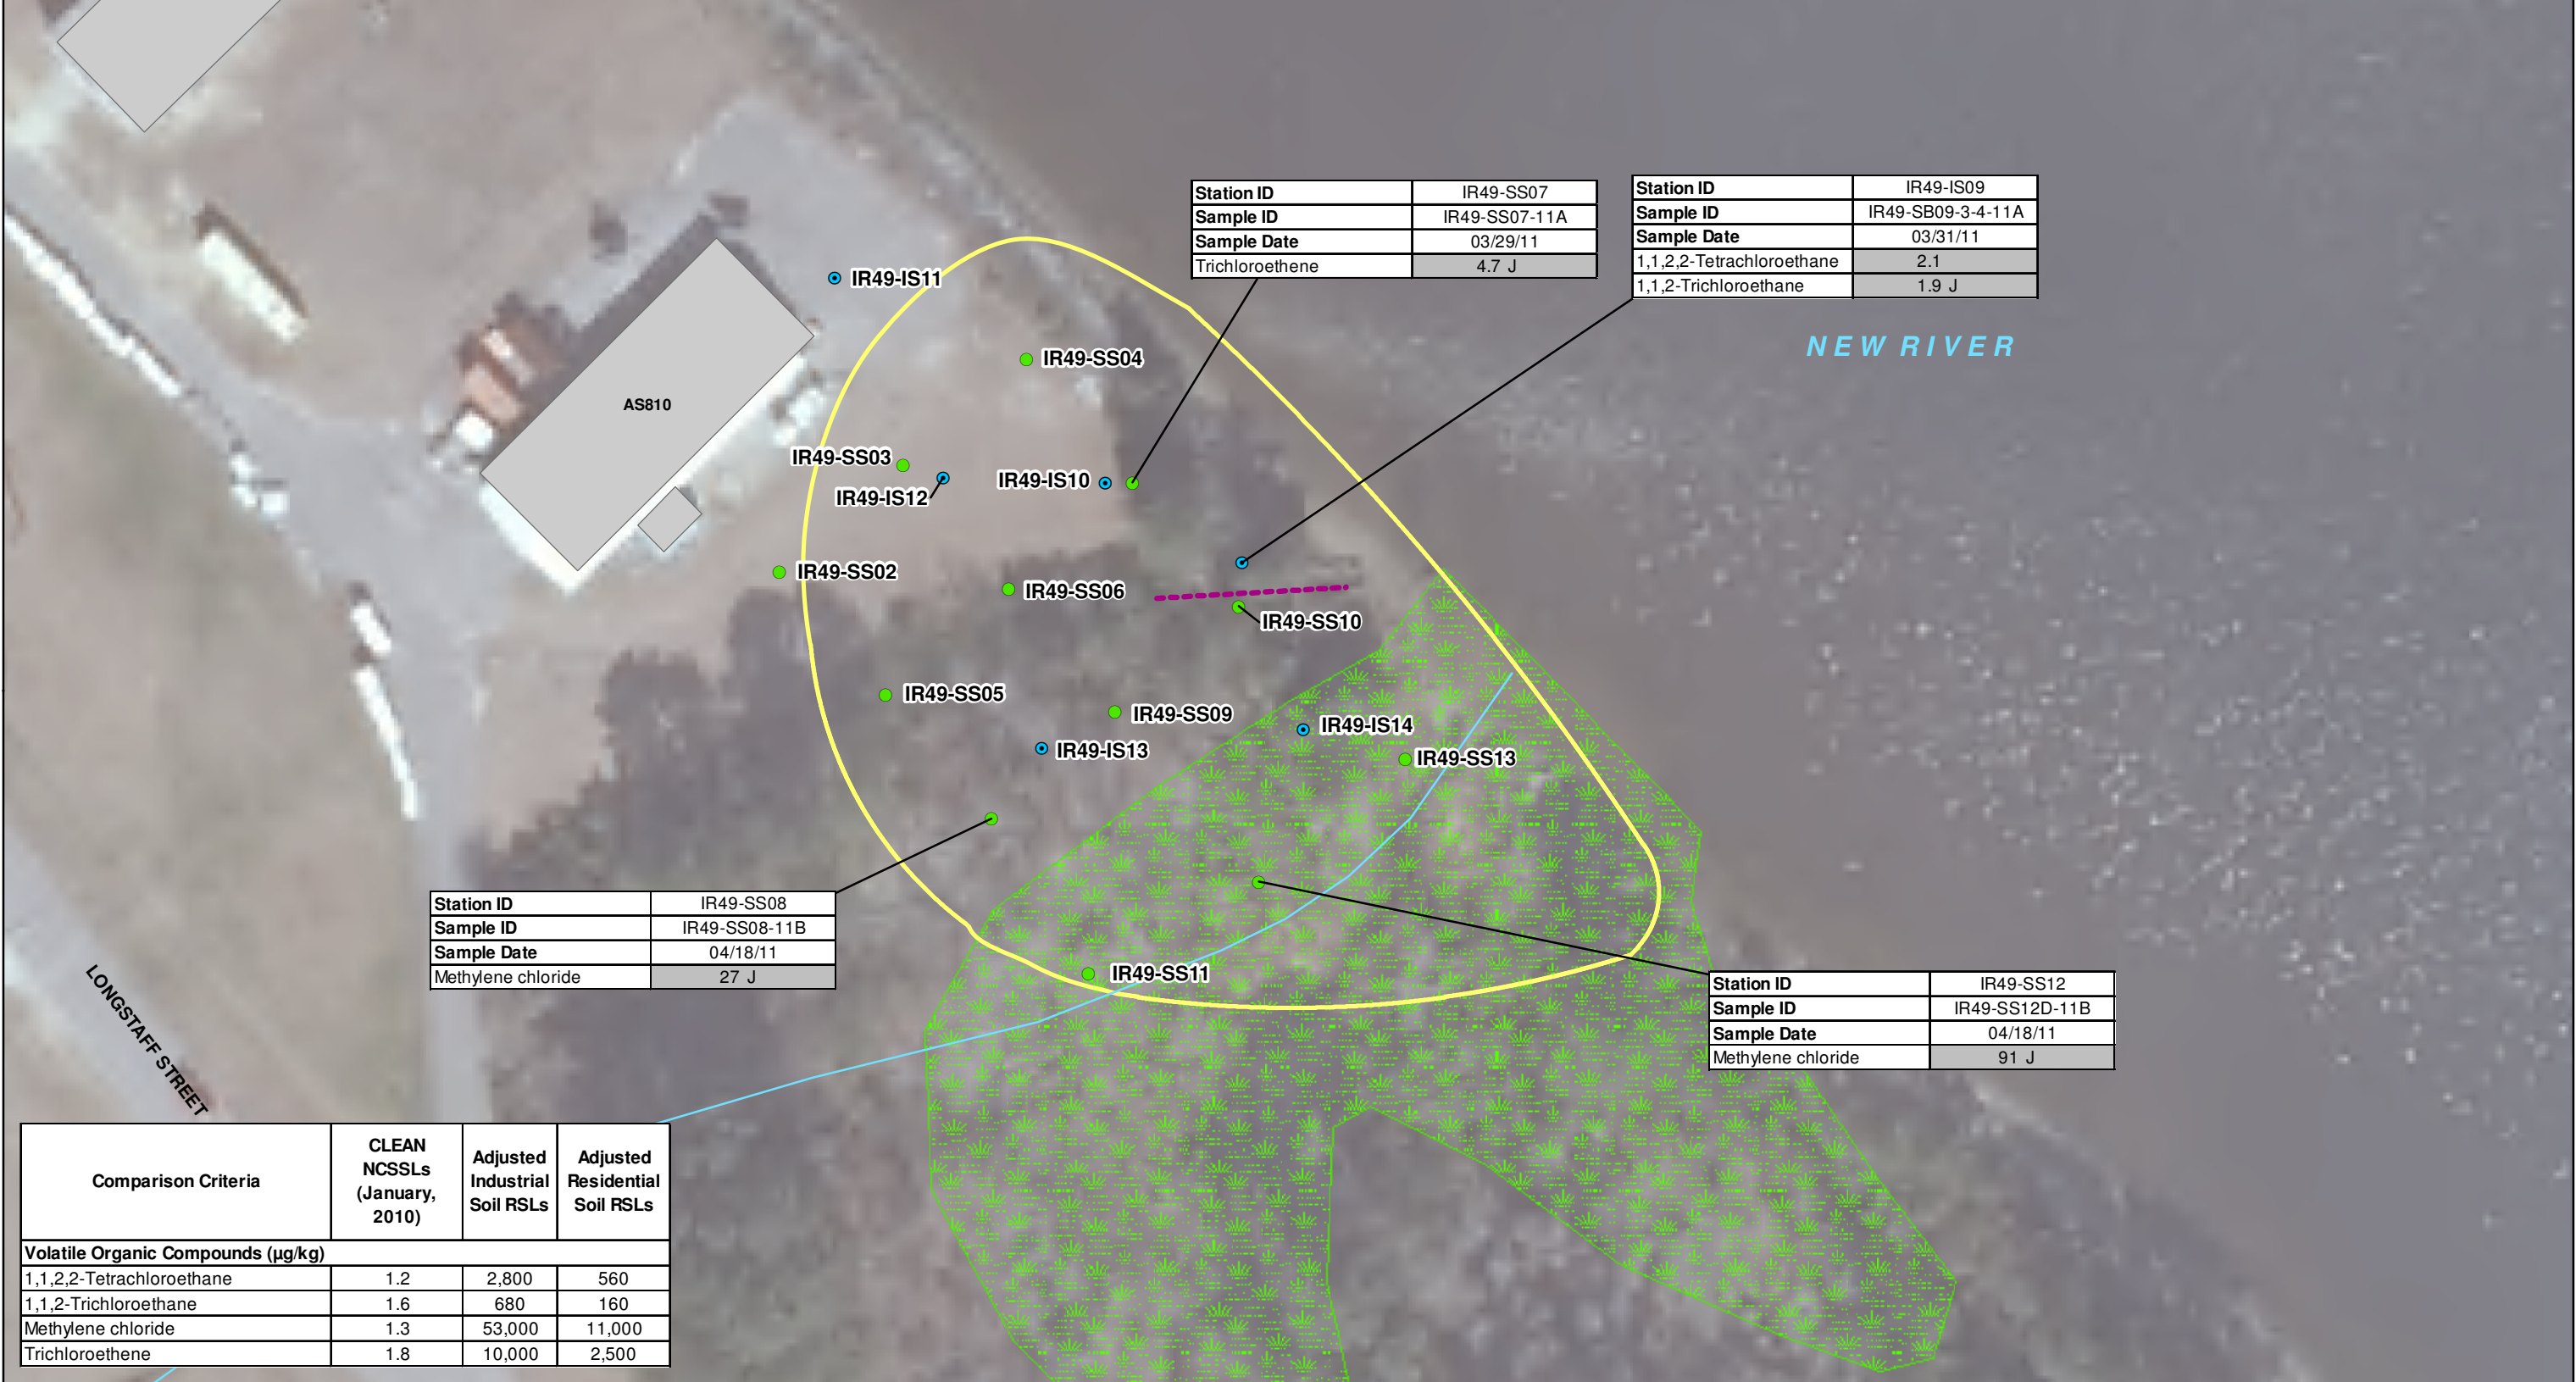 Station ID IR49-SS07
Sample ID IR49-SS07-11A
Sample Date 03/29/11
Trichloroethene 4.7 J
Station ID IR49-IS09
Sample ID IR49-SB09-3-4-11A
Sample Date 03/31/11
1,1,2,2-Tetrachloroethane 2.1
1,1,2-Trichloroethane 1.9 J
NEW RIVER
IR49-IS11
IR49-SS04
AS810
IR49-SS03
IR49-IS12
IR49-IS10
IR49-SS02
IR49-SS06
IR49-SS10
IR49-SS05
IR49-SS09
IR49-IS13
IR49-IS14
IR49-SS13
Station ID IR49-SS08
Sample ID IR49-SS08-11B
Sample Date 04/18/11
Methylene chloride 27 J
IR49-SS11
Station ID IR49-SS12
Sample ID IR49-SS12D-11B
Sample Date 04/18/11
Methylene chloride 91 J
LONGSTAFF STREET
Comparison Criteria
CLEAN
NCSSLs
(January,
2010)
Adjusted
Industrial
Soil RSLs
Adjusted
Residential
Soil RSLs
Volatile Organic Compounds (µg/kg)
1,1,2,2-Tetrachloroethane 1.2 2,800 560
1,1,2-Trichloroethane 1.6 680 160
Methylene chloride 1.3 53,000 11,000
Trichloroethene 1.8 10,000 2,500